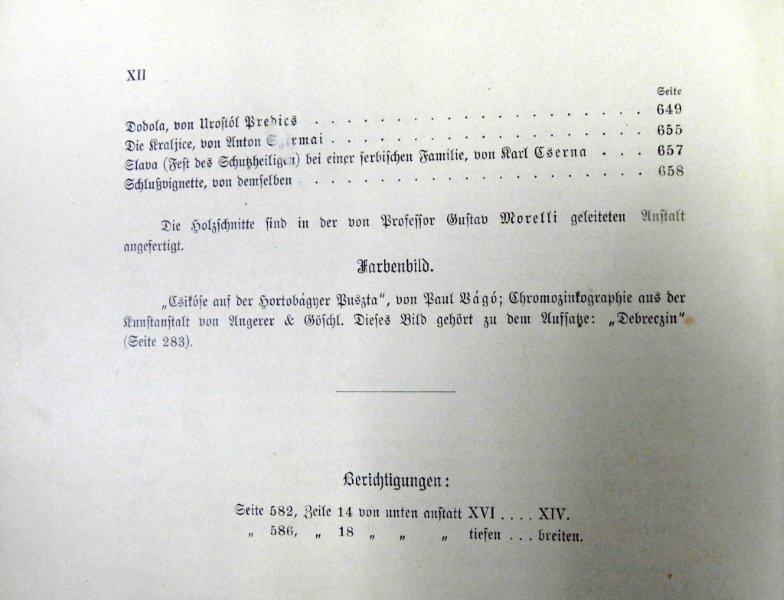 XII
Seite
Dodola, von Urostól Prebics . . . . . . . . . . . . . . . . . . . . 649
Die Kraljice, von Anton . . . . . . . . . . . . . . . . . . 655
Slava (Fest des Schutzheiligen) bei einer serbischen Familie, von Karl Cserna . . . 657
Schlußvignette, von demselben . . . . . . . . . . . . . . . . . . . . 658
Die Holzschnitte sind in der von Professor Gustav Morelli geleiteten Anstalt
angefertigt.
Farbenbild.
„Csikóse auf der Hortobágyer Puszta“, von Paul Vágó; Chromozinkographie aus der
Kunstanstalt von Angerer & Göschl. Dieses Bild gehört zu dem Aufsatze: „Debreczin“
(Seite 283).
Berichtigungen:
Seite 582, Zeile 14 von unten anstatt XVI . . . . XIV.
„ 586, „ 18 „ „ „ tiefen . . . breiten.